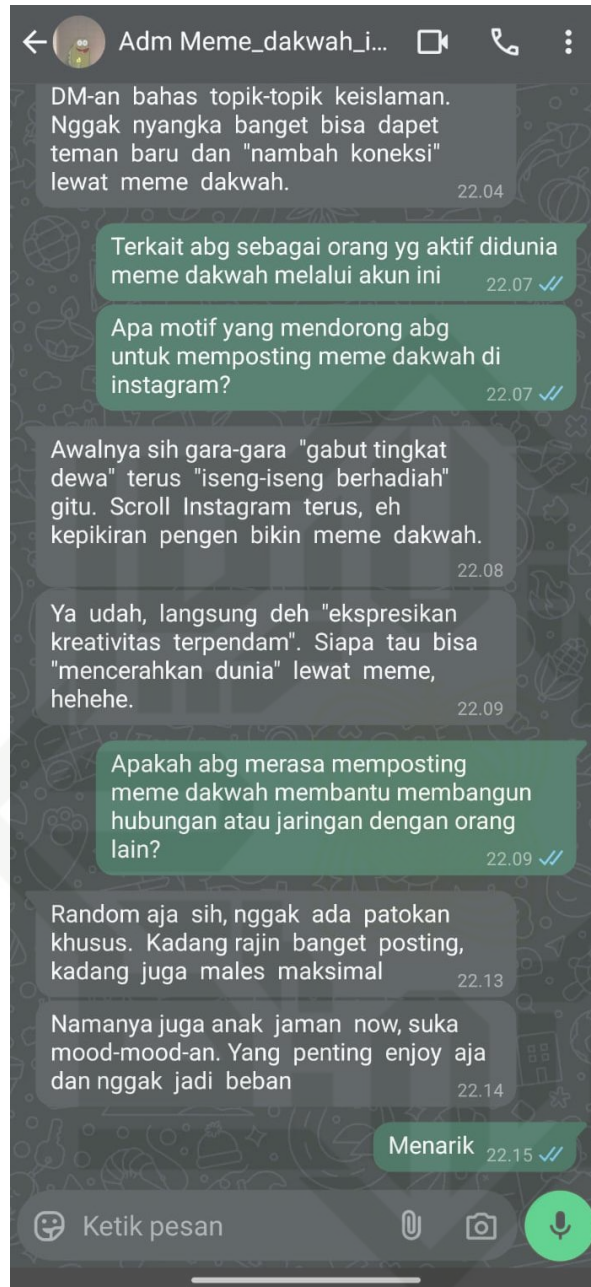 Adm Meme_dakwah_i...
DM-an bahas topik-topik keislaman.
Nggak nyangka banget bisa dapet
teman baru dan "nambah koneksi"
lewat meme dakwah.
22.04
Terkait abg sebagai orang yg aktif didunia
meme dakwah melalui akun ini
22.07
Apa motif yang mendorong abg
untuk memposting meme dakwah di
instagram?
22.07
Awalnya sih gara-gara "gabut tingkat
dewa" terus "iseng-iseng berhadiah"
gitu. Scroll Instagram terus, eh
kepikiran pengen bikin meme dakwah.
22.08
Ya udah, langsung deh "ekspresikan
kreativitas terpendam". Siapa tau bisa
"mencerahkan dunia" lewat meme,
hehehe.
22.09
Apakah abg merasa memposting
meme dakwah membantu membangun
hubungan atau jaringan dengan orang
lain?
22.09
Random aja sih, nggak ada patokan
khusus. Kadang rajin banget posting,
kadang juga males maksimal
22.13
Namanya juga anak jaman now, suka
mood-mood-an. Yang penting enjoy aja
dan nggak jadi beban
22.14
Menarik
22.15
Ketik pesan